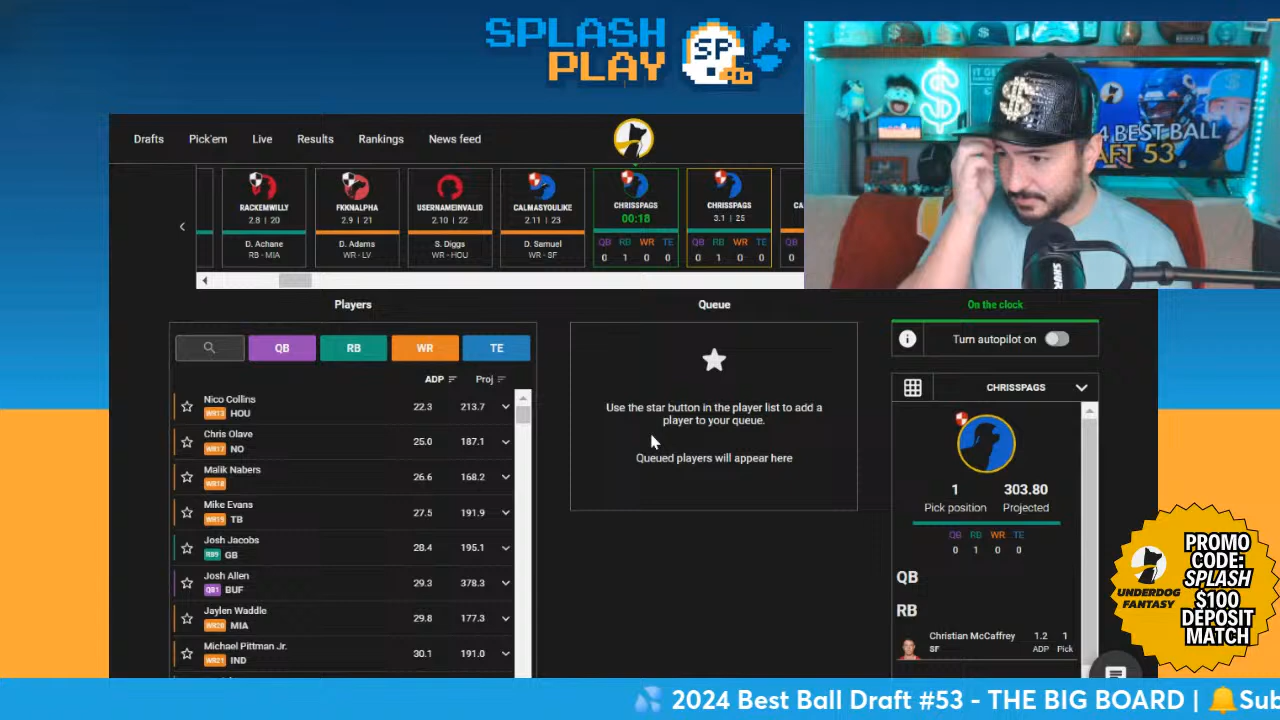 SPLASH
PLAY
SP
Drafts Pick'em Live Results Rankings News feed
RACKEMWILLY
2.8 | 20
D. Achane
RB - MIA
FKKNALPHA
2.9 | 21
D. Adams
WR - LV
USERNAMEINVALID
2.10 | 22
S. Diggs
WR - HOU
CALMASYOULIKE
2.11 | 23
D. Samuel
WR - SF
CHRISSPAGS
00:18
QB RB WR TE
0 1 0 0
CHRISSPAGS
3.1 | 25
QB RB WR TE
0 1 0 0
CA
QB
0
BEST BALL
AFT 53
SHURE
Players
QB RB WR TE
ADP Proj
Nico Collins
WR13 HOU 22.3 213.7
Chris Olave
WR17 NO 25.0 187.1
Malik Nabers
WR18 26.6 168.2
Mike Evans
WR19 TB 27.5 191.9
Josh Jacobs
RB9 GB 28.4 195.1
Josh Allen
QB1 BUF 29.3 378.3
Jaylen Waddle
WR20 MIA 29.8 177.3
Michael Pittman Jr.
WR21 IND 30.1 191.0
Queue
Use the star button in the player list to add a
player to your queue.
Queued players will appear here
On the clock
Turn autopilot on
CHRISSPAGS
1 303.80
Pick position Projected
QB RB WR TE
0 1 0 0
QB
RB
Christian McCaffrey 1.2 1
SF ADP Pick
UNDERDOG
FANTASY
PROMO
CODE:
SPLASH
$100
DEPOSIT
MATCH
💦 2024 Best Ball Draft #53 - THE BIG BOARD | 🔔Sub